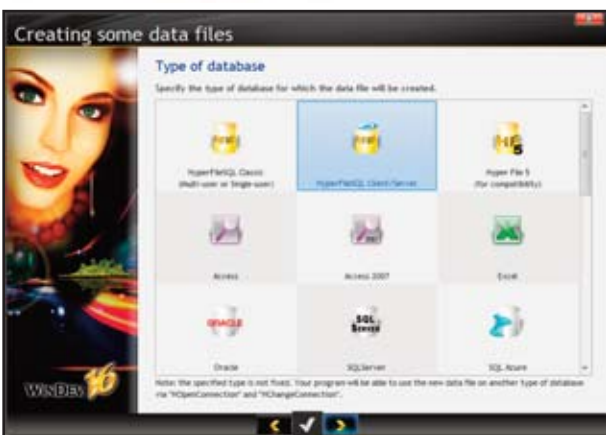 Creating some data files
Type of database
Specify the type of database for which the data file will be created.
HyperFileSQL Classic
(Multi-user or Single-user)
HyperFileSQL Client/Server
Hyper File 5
(for compatibility)
Access
Access 2007
Excel
ORACLE
SQL
Server
Oracle
SQLServer
SQL Azure
Note: the specified type is not fixed. Your program will be able to use the new data file on another type of database
via "HOpenConnection" and "HChangeConnection".
WINDEV 16